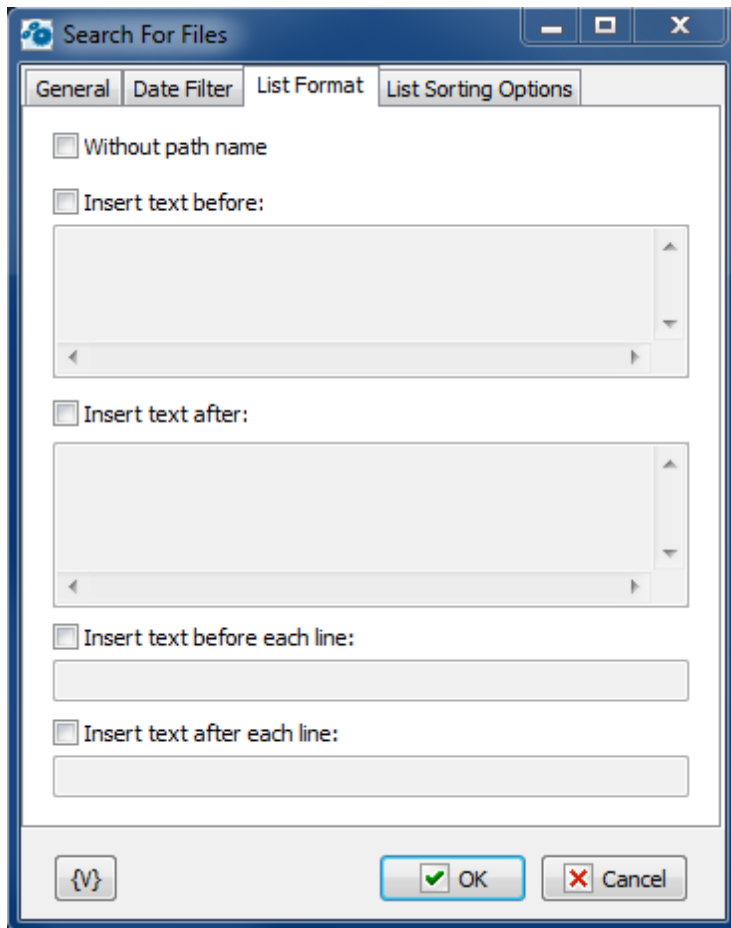 Search For Files
General Date Filter List Format List Sorting Options
Without path name
Insert text before:
Insert text after:
Insert text before each line:
Insert text after each line:
{V} OK Cancel